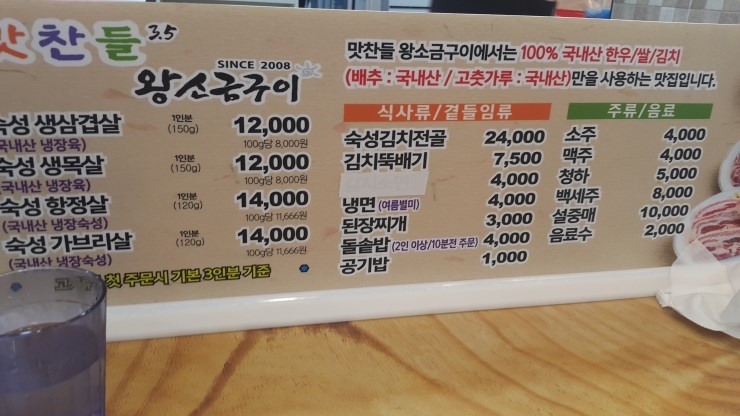 맛찬들 3.5
SINCE 2008
왕소금구이
숙성 생삼겹살 1인분 (150g) 12,000
국내산 냉장육) 100g당 8,000원
숙성 생목살 1인분 (150g) 12,000
국내산 냉장육) 100g당 8,000원
숙성 항정살 1인분 (120g) 14,000
(국내산 냉장숙성) 100g당 11,666원
숙성 가브리살 1인분 (120g) 14,000
(국내산 냉장숙성) 100g당 11,666원
첫 주문시 기본 3인분 기준
맛찬들 왕소금구이에서는 100% 국내산 한우/쌀/김치
(배추 : 국내산 / 고춧가루 : 국내산)만을 사용하는 맛집입니다.
식사류/곁들임류
숙성김치전골 24,000
김치뚝배기 7,500
4,000
냉면 (여름별미) 4,000
된장찌개 3,000
돌솥밥 (2인 이상/10분전 주문) 4,000
공기밥 1,000
주류/음료
소주 4,000
맥주 4,000
청하 5,000
백세주 8,000
설중매 10,000
음료수 2,000